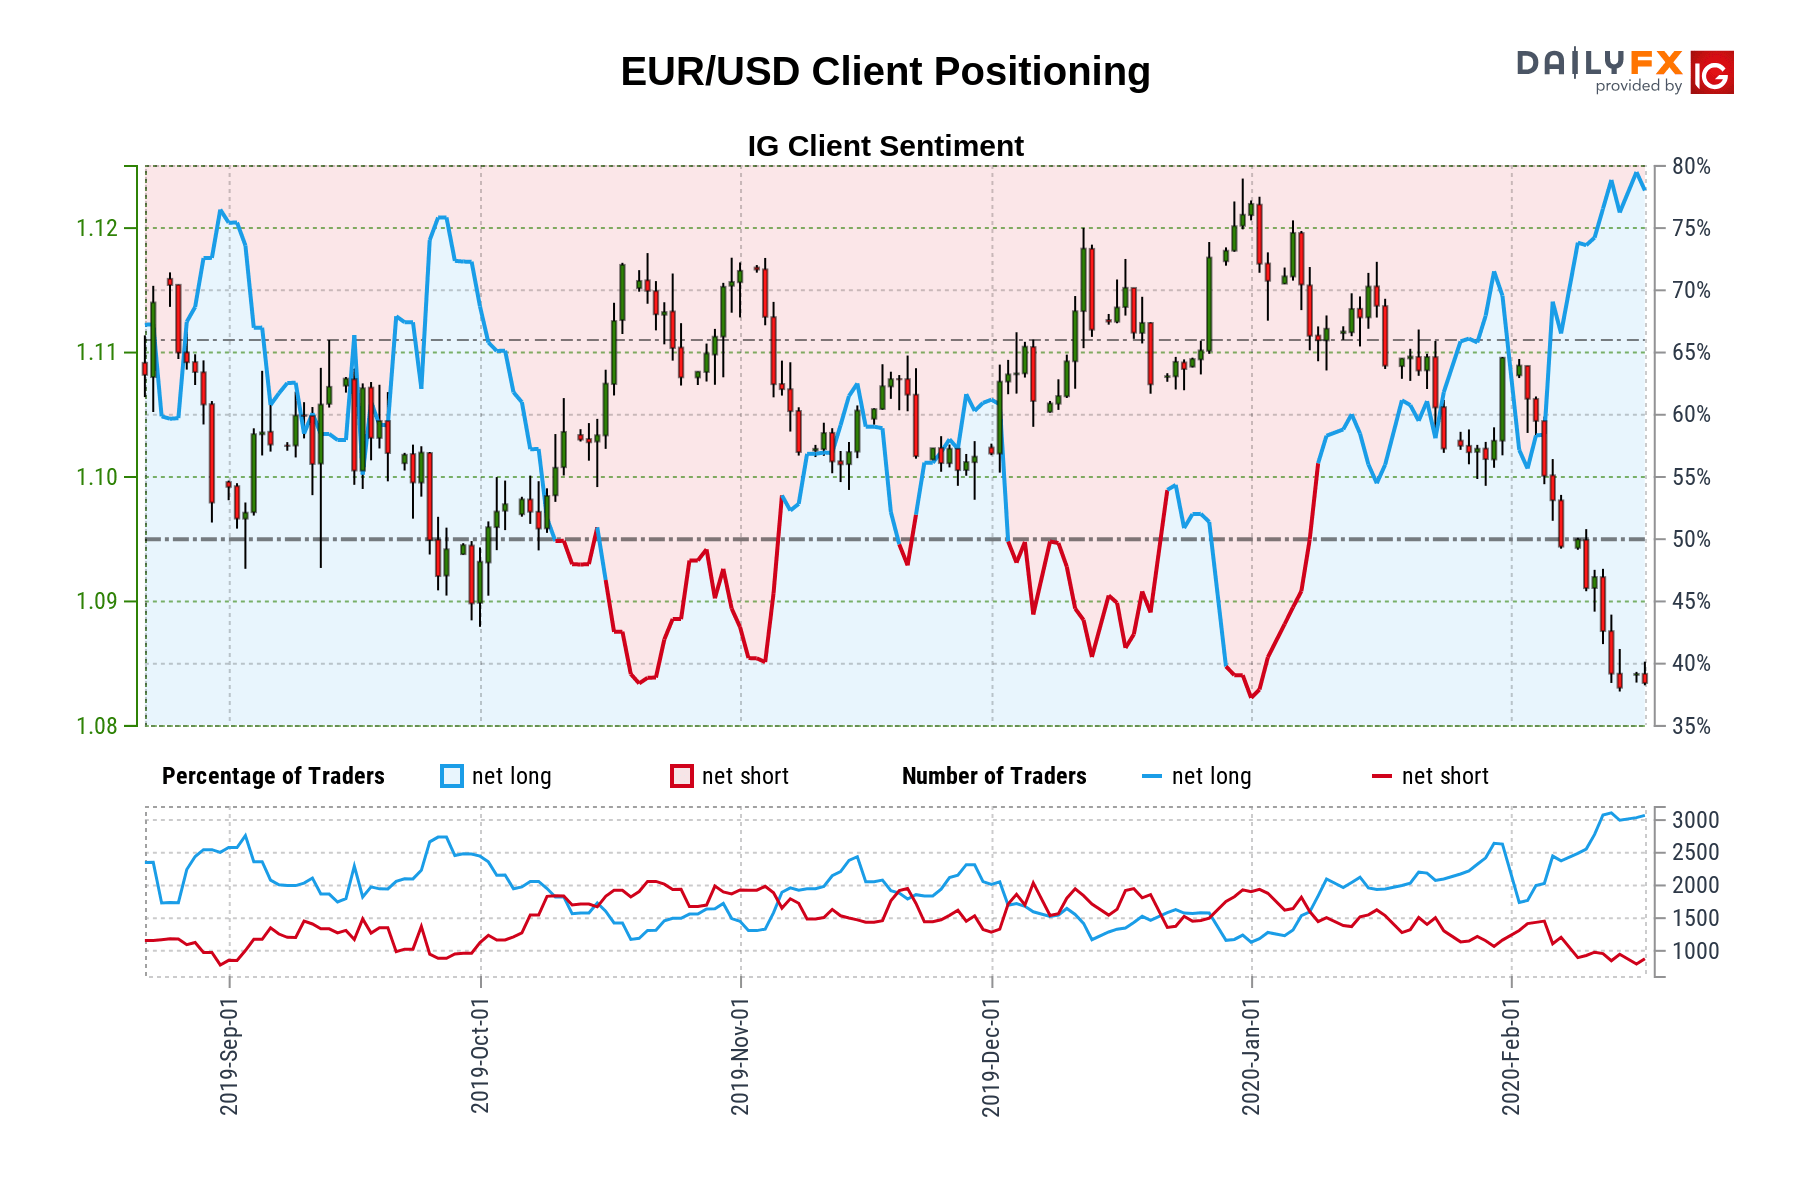 EUR/USD Client Positioning
DAILYFX
provided by
IG
IG Client Sentiment
1.12
1.11
1.10
1.09
1.08
80%
75%
70%
65%
60%
55%
50%
45%
40%
35%
Percentage of Traders net long net short Number of Traders net long net short
3000
2500
2000
1500
1000
2019-Sep-01
2019-Oct-01
2019-Nov-01
2019-Dec-01
2020-Jan-01
2020-Feb-01